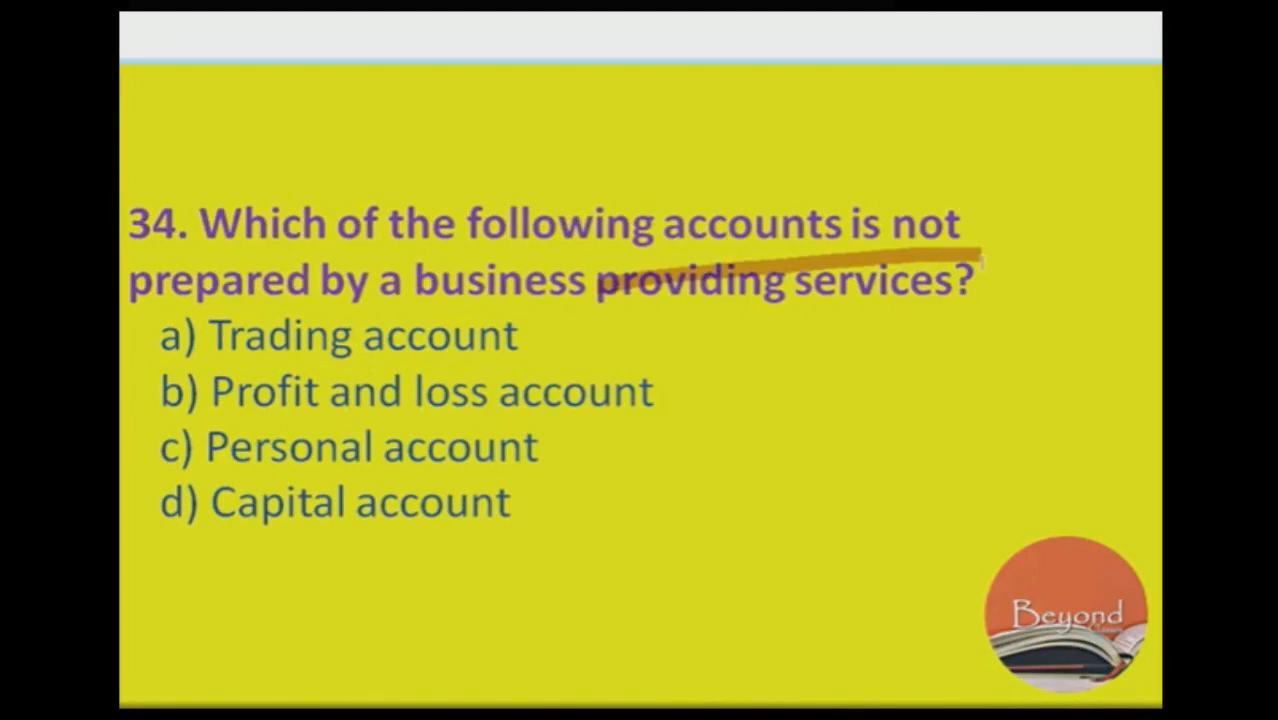 34. Which of the following accounts is not
prepared by a business providing services?
a) Trading account
b) Profit and loss account
c) Personal account
d) Capital account
Beyond